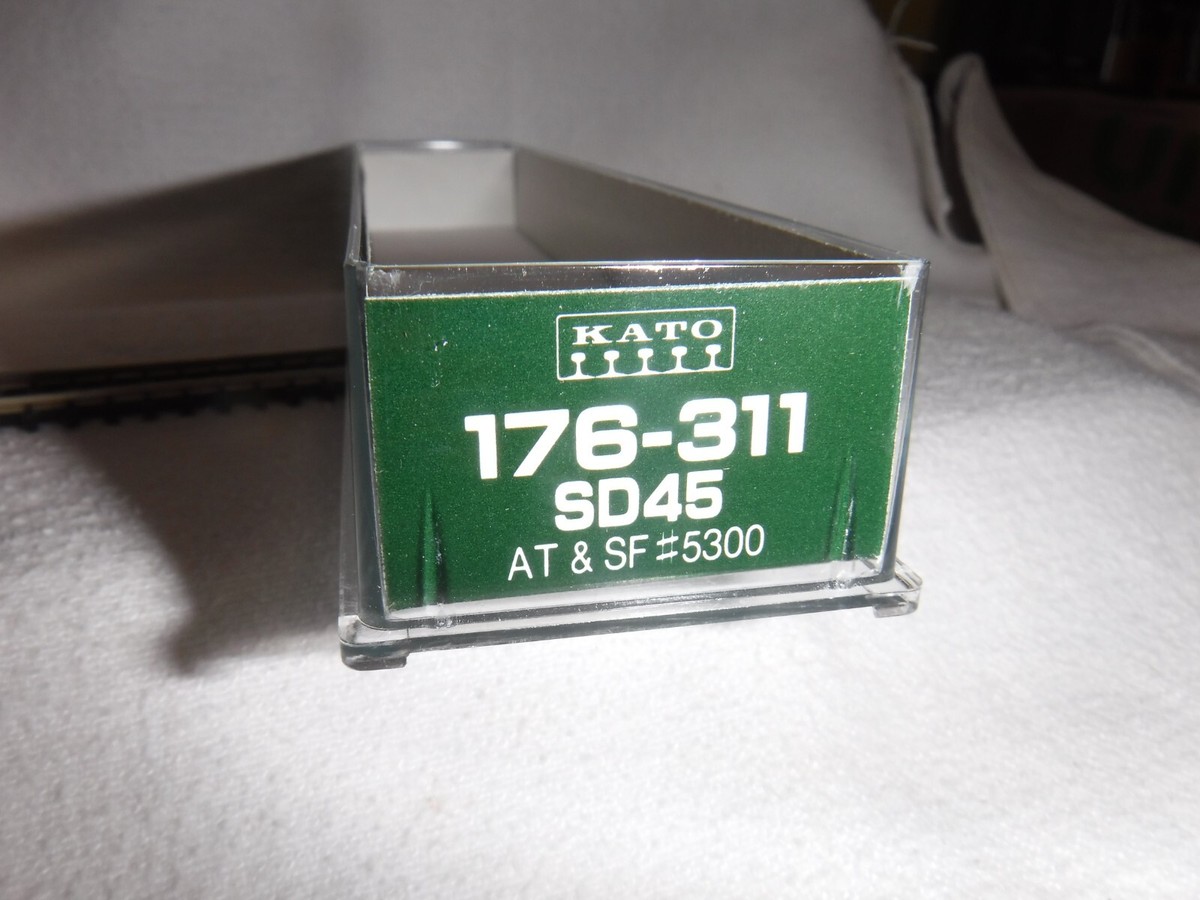 KATO
176-311
SD45
AT & SF #5300